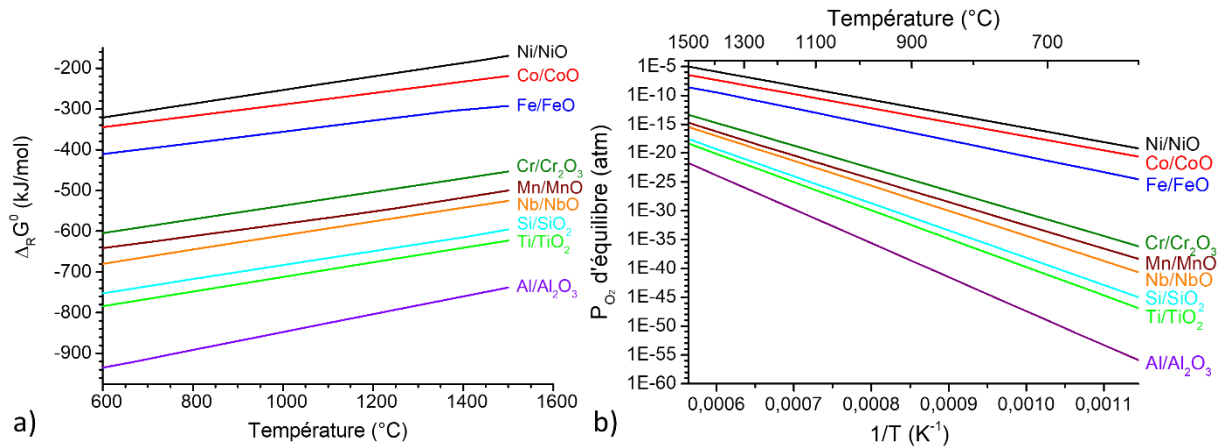 -200
-300
-400
-500
-600
-700
-800
-900
Δ_RG⁰ (kJ/mol)
Ni/NiO
Co/CoO
Fe/FeO
Cr/Cr₂O₃
Mn/MnO
Nb/NbO
Si/SiO₂
Ti/TiO₂
Al/Al₂O₃
600 800 1000 1200 1400 1600
Température (°C)
a)
Température (°C)
1500 1300 1100 900 700
1E-5
1E-10
1E-15
1E-20
1E-25
1E-30
1E-35
1E-40
1E-45
1E-50
1E-55
1E-60
P_O₂ d'équilibre (atm)
Ni/NiO
Co/CoO
Fe/FeO
Cr/Cr₂O₃
Mn/MnO
Nb/NbO
Si/SiO₂
Ti/TiO₂
Al/Al₂O₃
0,0006 0,0007 0,0008 0,0009 0,0010 0,0011
1/T (K⁻¹)
b)